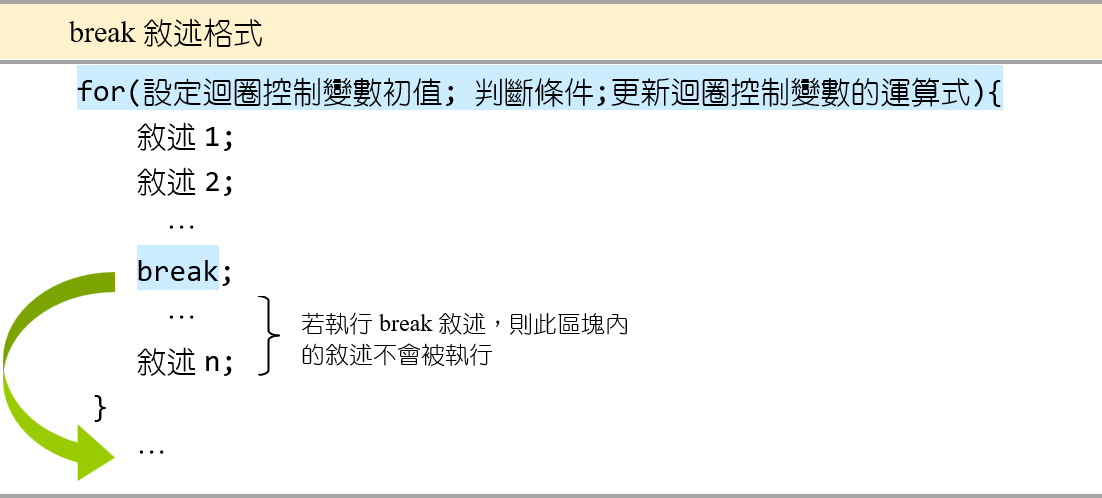 break 敘述格式
for(設定迴圈控制變數初值; 判斷條件;更新迴圈控制變數的運算式){
敘述 1;
敘述 2;
…
break;
…
敘述 n;
若執行 break 敘述，則此區塊內
的敘述不會被執行
}
…